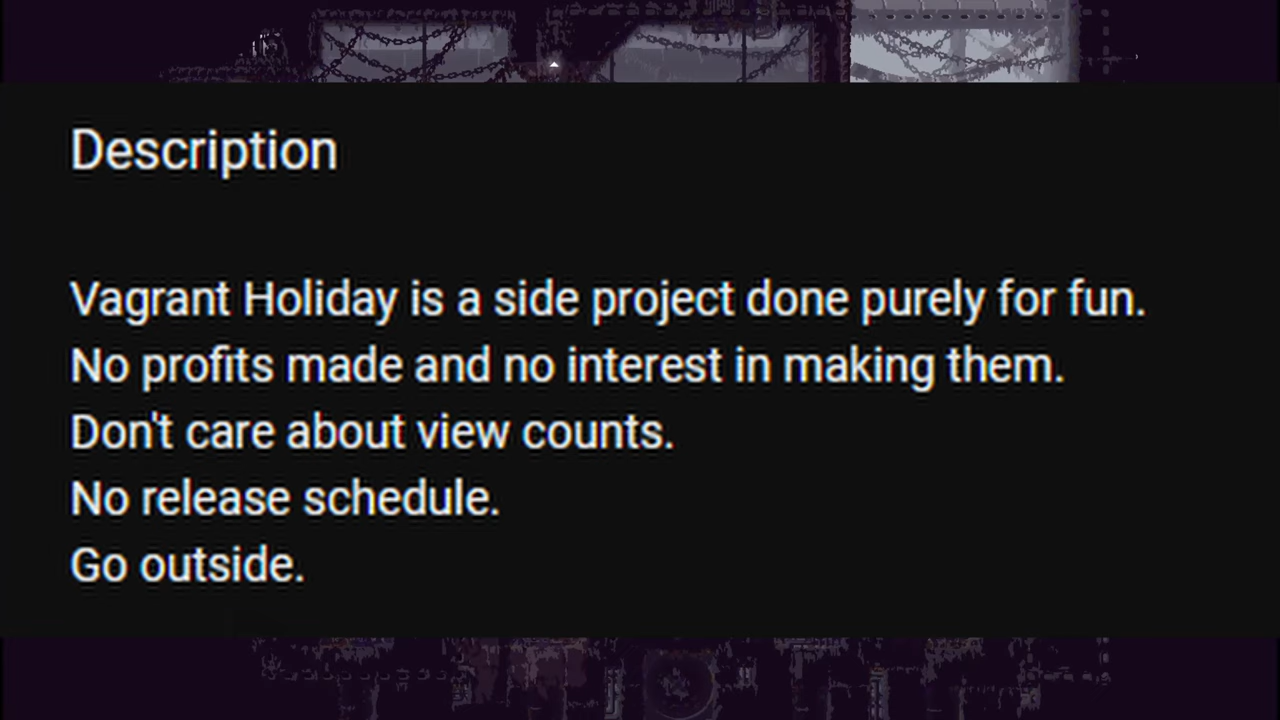 Description
Vagrant Holiday is a side project done purely for fun.
No profits made and no interest in making them.
Don't care about view counts.
No release schedule.
Go outside.